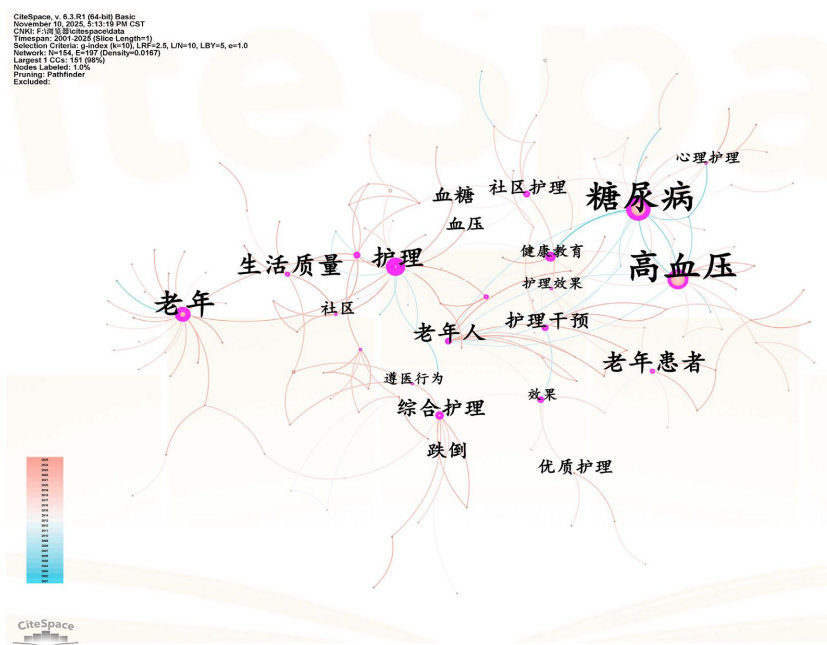 CiteSpace, v. 6.3.R1 (64-bit) Basic
November 10, 2025, 5:13:19 PM CST
CNKI: F:\浏览器\citespace\data
Timespan: 2001-2025 (Slice Length=1)
Selection Criteria: g-index (k=10), LRF=2.5, L/N=10, LBY=5, e=1.0
Network: N=154, E=197 (Density=0.0167)
Largest 1 CCs: 151 (98%)
Nodes Labeled: 1.0%
Pruning: Pathfinder
Excluded:
心理护理
血糖
社区护理
糖尿病
血压
生活质量
护理
健康教育
高血压
护理效果
老年
社区
老年人
护理干预
老年患者
遵医行为
综合护理
效果
跌倒
优质护理
CiteSpace